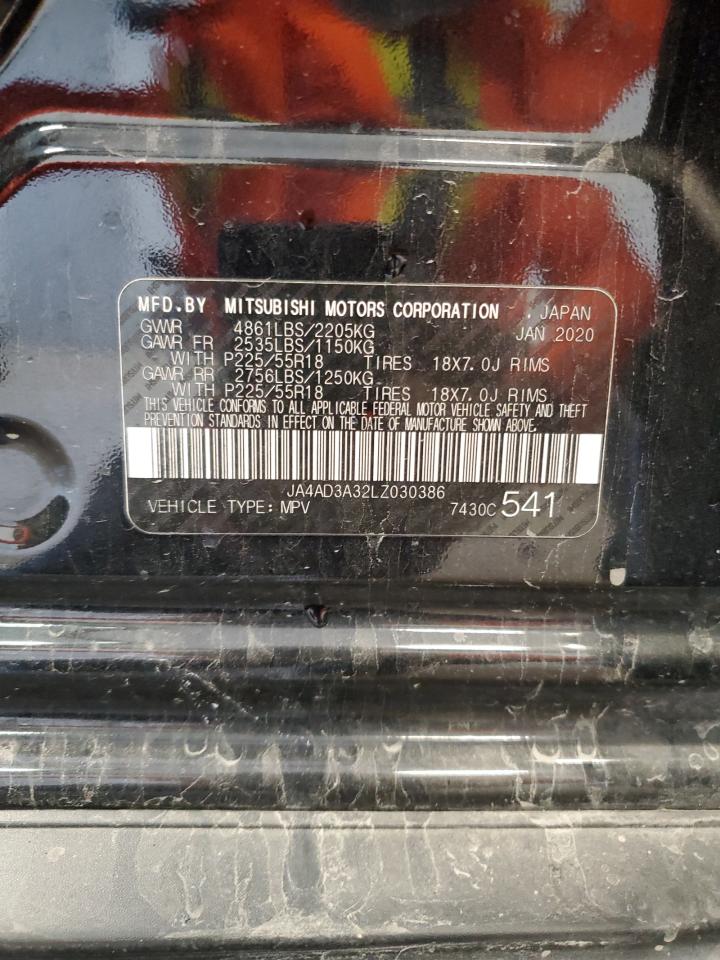 MFD.BY MITSUBISHI MOTORS CORPORATION . JAPAN
GVWR 4861LBS/2205KG JAN 2020
GAWR FR 2535LBS/1150KG
WITH P225/55R18 TIRES 18X7.0J RIMS
GAWR RR 2756LBS/1250KG
WITH P225/55R18 TIRES 18X7.0J RIMS
THIS VEHICLE CONFORMS TO ALL APPLICABLE FEDERAL MOTOR VEHICLE SAFETY AND THEFT
PREVENTION STANDARDS IN EFFECT ON THE DATE OF MANUFACTURE SHOWN ABOVE.
JA4AD3A32LZ030386
VEHICLE TYPE: MPV 7430C 541